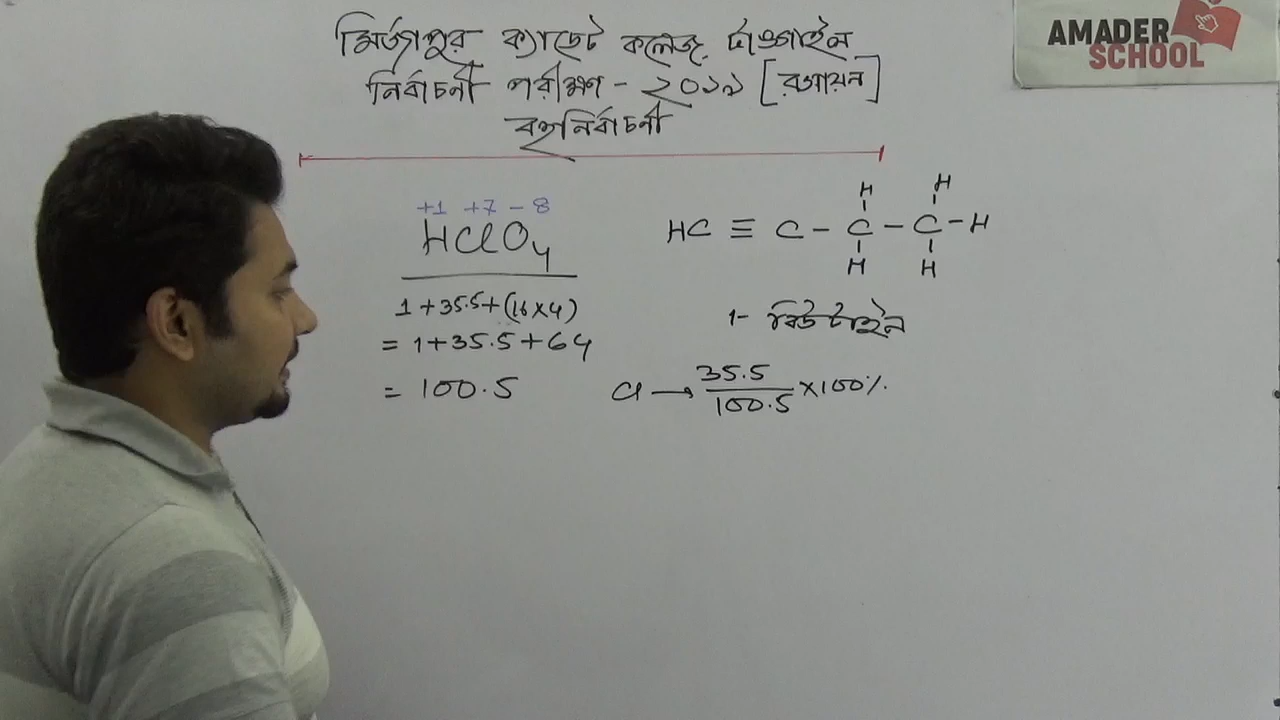 মির্জাপুর ক্যাডেট কলেজ, টাঙ্গাইল
নির্বাচনী পরীক্ষা - ২০১৯ [রসায়ন]
বহুনির্বাচনী
AMADER
SCHOOL
+1 +7 -8
HClO₄
1+35.5+(16×4)
= 1+35.5+64
= 100.5
H H
HC ≡ C - C - C - H
H H
1- বিউটাইন
Cl → 35.5/100.5 ×100%